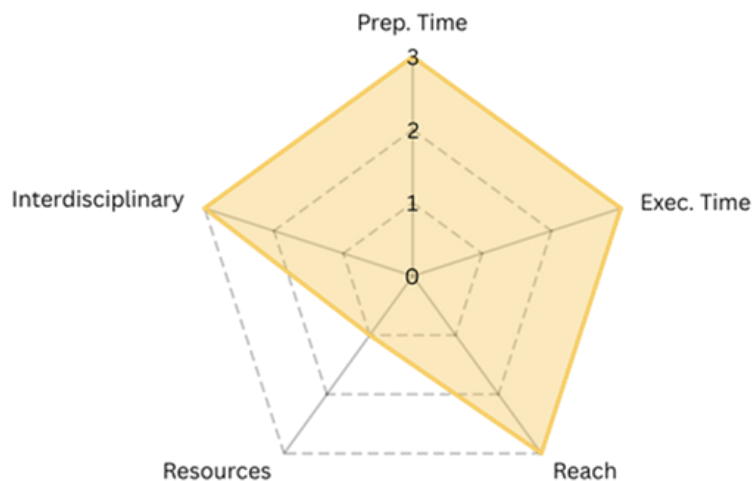 Prep. Time
3
2
Interdisciplinary
Exec. Time
1
0
Resources
Reach